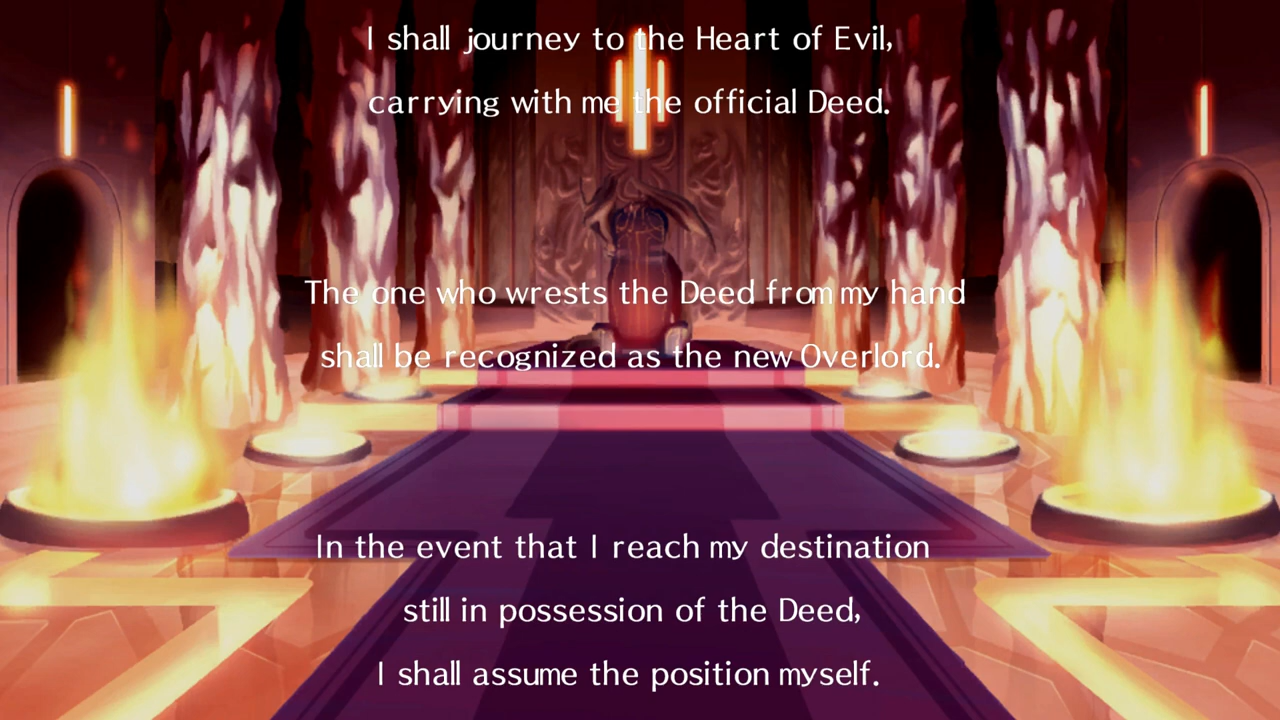 I shall journey to the Heart of Evil,
carrying with me the official Deed.
The one who wrests the Deed from my hand
shall be recognized as the new Overlord.
In the event that I reach my destination
still in possession of the Deed,
I shall assume the position myself.